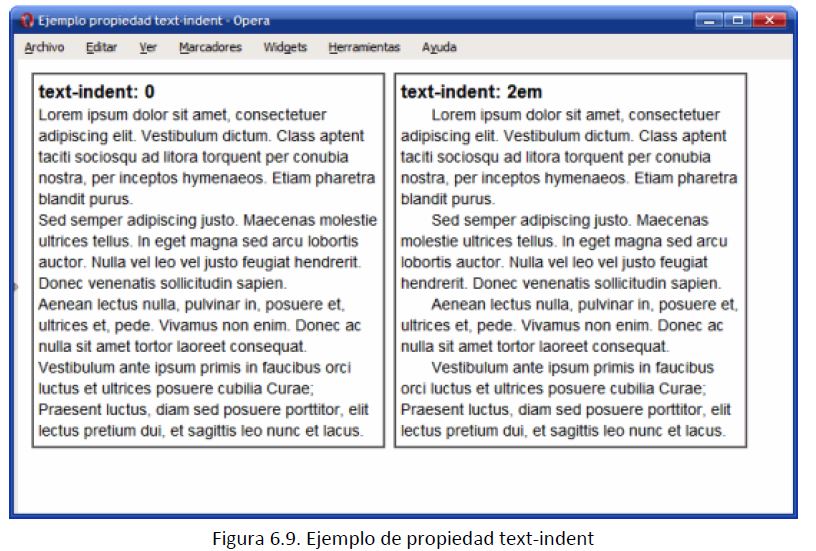 Ejemplo propiedad text-indent - Opera
Archivo Editar Ver Marcadores Widgets Herramientas Ayuda
text-indent: 0
Lorem ipsum dolor sit amet, consectetuer
adipiscing elit. Vestibulum dictum. Class aptent
taciti sociosqu ad litora torquent per conubia
nostra, per inceptos hymenaeos. Etiam pharetra
blandit purus.
Sed semper adipiscing justo. Maecenas molestie
ultrices tellus. In eget magna sed arcu lobortis
auctor. Nulla vel leo vel justo feugiat hendrerit.
Donec venenatis sollicitudin sapien.
Aenean lectus nulla, pulvinar in, posuere et,
ultrices et, pede. Vivamus non enim. Donec ac
nulla sit amet tortor laoreet consequat.
Vestibulum ante ipsum primis in faucibus orci
luctus et ultrices posuere cubilia Curae;
Praesent luctus, diam sed posuere porttitor, elit
lectus pretium dui, et sagittis leo nunc et lacus.
text-indent: 2em
Lorem ipsum dolor sit amet, consectetuer
adipiscing elit. Vestibulum dictum. Class aptent
taciti sociosqu ad litora torquent per conubia
nostra, per inceptos hymenaeos. Etiam pharetra
blandit purus.
Sed semper adipiscing justo. Maecenas
molestie ultrices tellus. In eget magna sed arcu
lobortis auctor. Nulla vel leo vel justo feugiat
hendrerit. Donec venenatis sollicitudin sapien.
Aenean lectus nulla, pulvinar in, posuere et,
ultrices et, pede. Vivamus non enim. Donec ac
nulla sit amet tortor laoreet consequat.
Vestibulum ante ipsum primis in faucibus
orci luctus et ultrices posuere cubilia Curae;
Praesent luctus, diam sed posuere porttitor, elit
lectus pretium dui, et sagittis leo nunc et lacus.
Figura 6.9. Ejemplo de propiedad text-indent